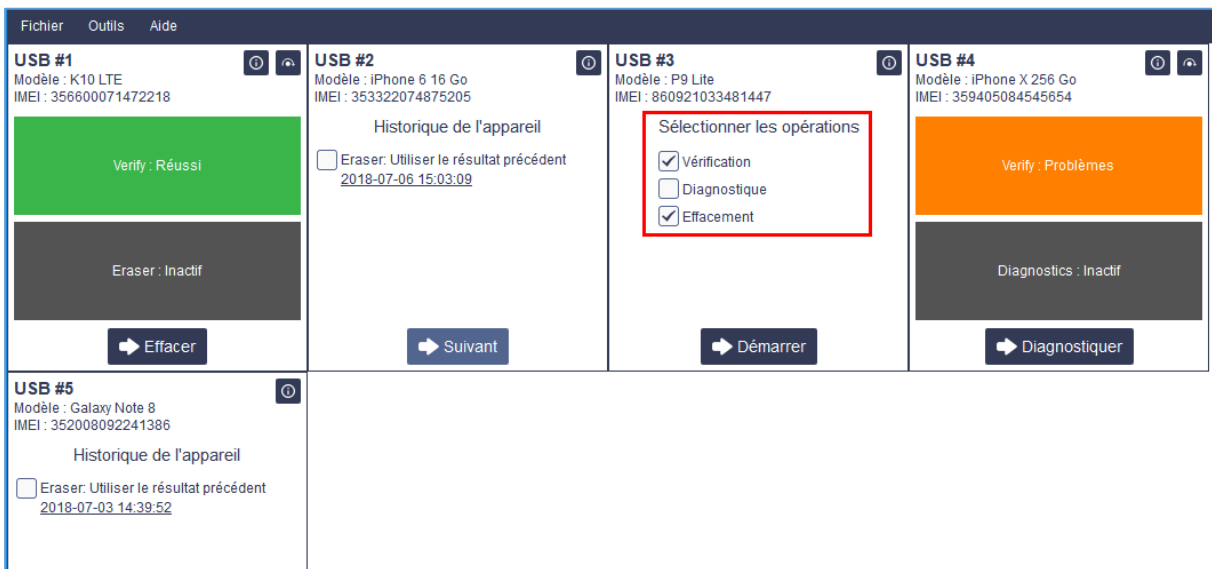 Fichier Outils Aide
USB #1
Modèle : K10 LTE
IMEI : 356600071472218
Verify : Réussi
Eraser : Inactif
Effacer
USB #2
Modèle : iPhone 6 16 Go
IMEI : 353322074875205
Historique de l'appareil
Eraser: Utiliser le résultat précédent
2018-07-06 15:03:09
Suivant
USB #3
Modèle : P9 Lite
IMEI : 860921033481447
Sélectionner les opérations
Vérification
Diagnostique
Effacement
Démarrer
USB #4
Modèle : iPhone X 256 Go
IMEI : 359405084545654
Verify : Problèmes
Diagnostics : Inactif
Diagnostiquer
USB #5
Modèle : Galaxy Note 8
IMEI : 352008092241386
Historique de l'appareil
Eraser: Utiliser le résultat précédent
2018-07-03 14:39:52